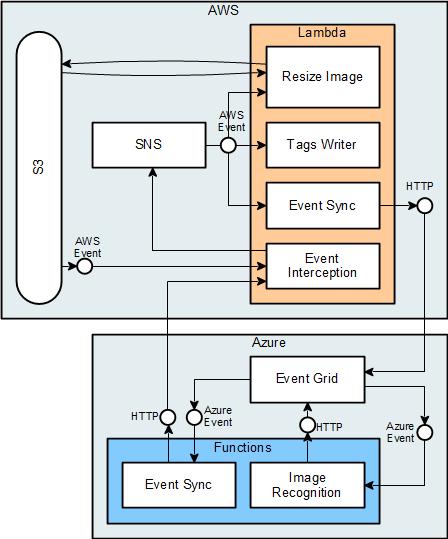 AWS
Lambda
Resize Image
AWS
Event
SNS
Tags Writer
S3
Event Sync
HTTP
AWS
Event
Event
Interception
Azure
Event Grid
HTTP
Azure
Event
HTTP
Azure
Event
Functions
Event Sync
Image
Recognition